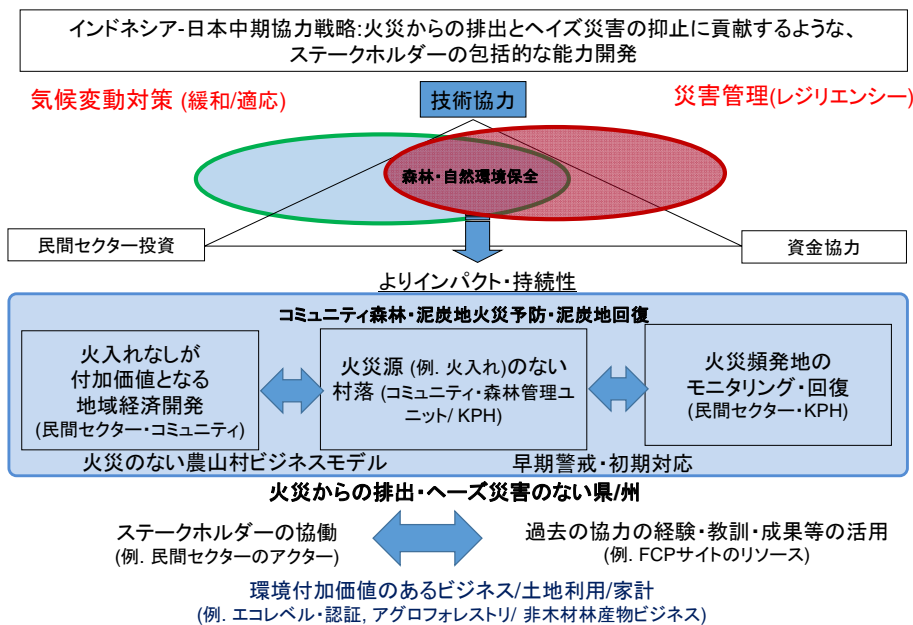 インドネシア-日本中期協力戦略:火災からの排出とヘイズ災害の抑止に貢献するような、
ステークホルダーの包括的な能力開発
気候変動対策 (緩和/適応)
技術協力
災害管理(レジリエンシー)
森林・自然環境保全
民間セクター投資
資金協力
よりインパクト・持続性
コミュニティ森林・泥炭地火災予防・泥炭地回復
火入れなしが
付加価値となる
地域経済開発
(民間セクター・コミュニティ)
火災源 (例. 火入れ)のない
村落 (コミュニティ・森林管理ユ
ニット/ KPH)
火災頻発地の
モニタリング・回復
(民間セクター・KPH)
火災のない農山村ビジネスモデル
早期警戒・初期対応
火災からの排出・ヘーズ災害のない県/州
ステークホルダーの協働
(例. 民間セクターのアクター)
過去の協力の経験・教訓・成果等の活用
(例. FCPサイトのリソース)
環境付加価値のあるビジネス/土地利用/家計
(例. エコレベル・認証, アグロフォレストリ/ 非木材林産物ビジネス)